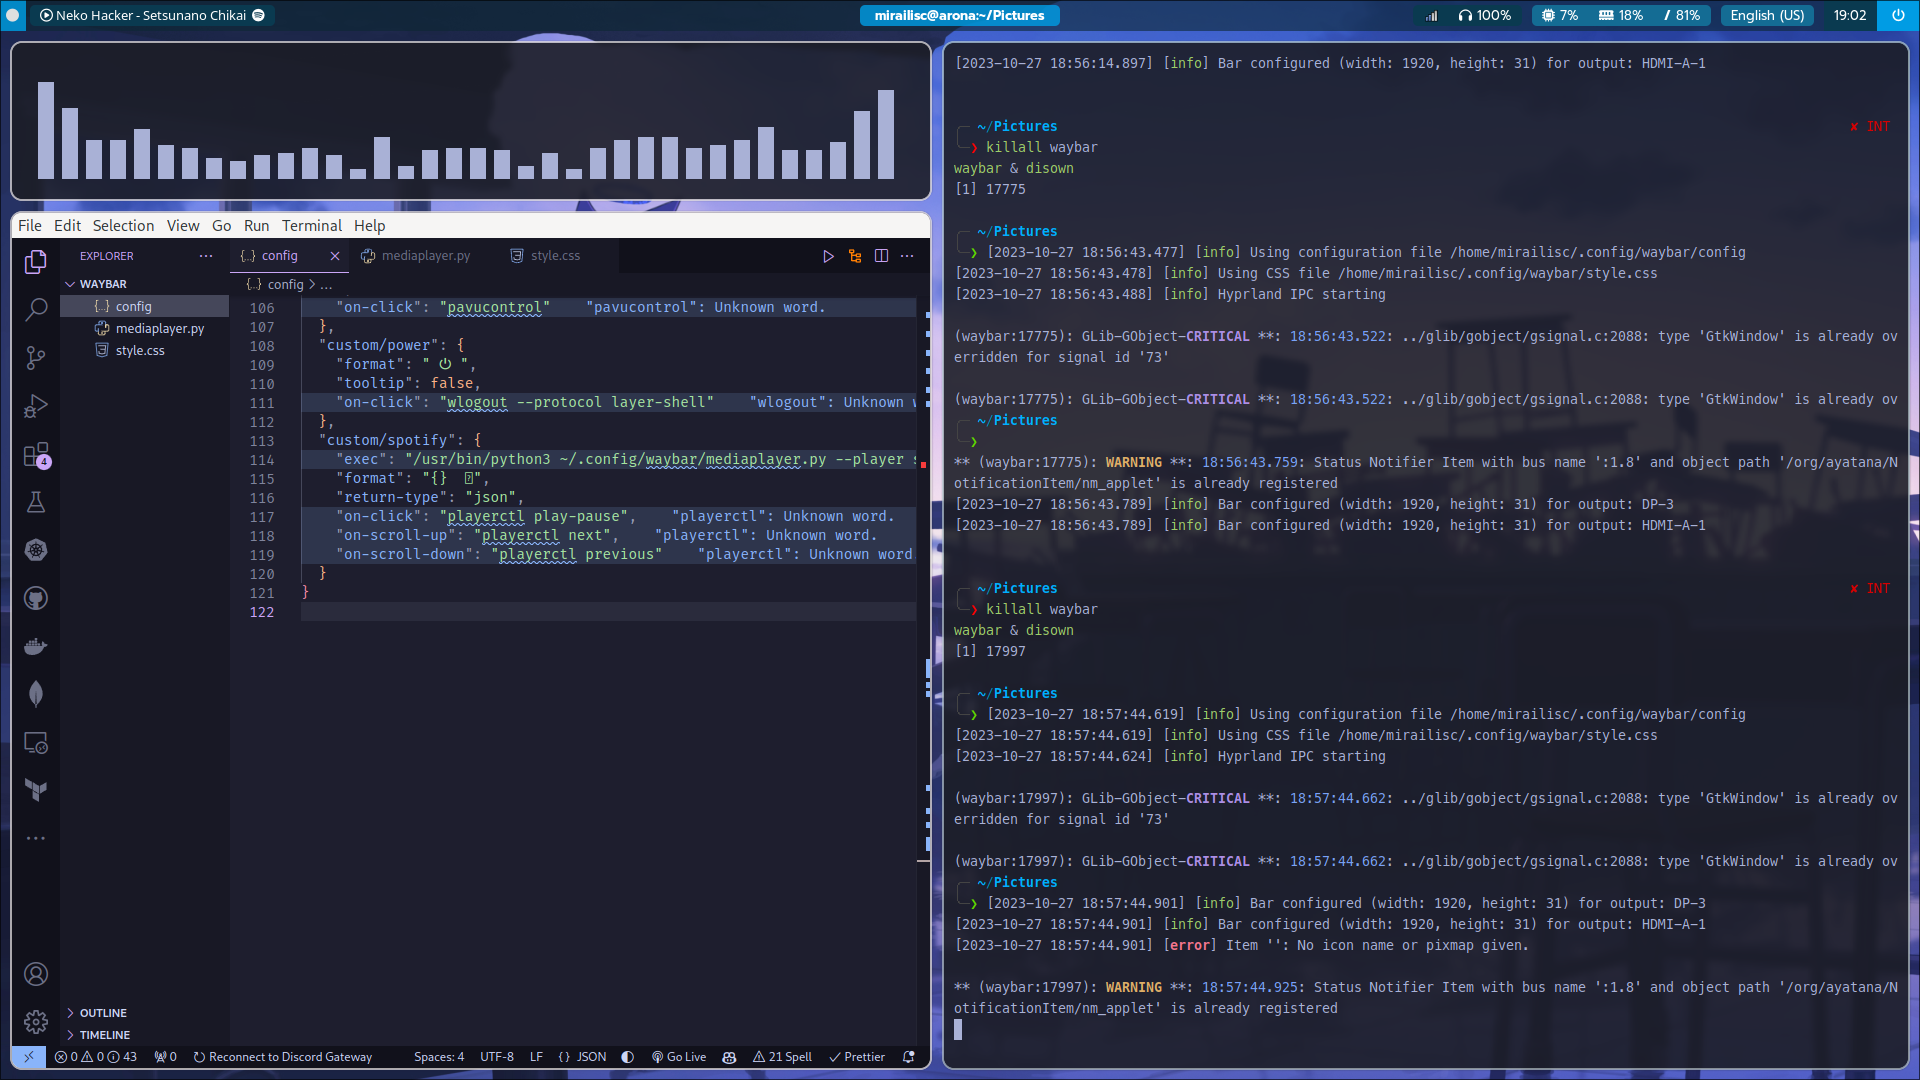 Neko Hacker - Setsunano Chikai
mirailisc@arona:~/Pictures
100%
7% 18% 81%
English (US)
19:02
File Edit Selection View Go Run Terminal Help
EXPLORER ···
WAYBAR
{..} config
mediaplayer.py
style.css
OUTLINE
TIMELINE
4
{..} config ×
mediaplayer.py
style.css
{..} config > ...
106 "on-click": "pavucontrol" "pavucontrol": Unknown word.
107 },
108 "custom/power": {
109 "format": " ⏻ ",
110 "tooltip": false,
111 "on-click": "wlogout --protocol layer-shell" "wlogout": Unknown
112 },
113 "custom/spotify": {
114 "exec": "/usr/bin/python3 ~/.config/waybar/mediaplayer.py --player
115 "format": "{} ",
116 "return-type": "json",
117 "on-click": "playerctl play-pause", "playerctl": Unknown word.
118 "on-scroll-up": "playerctl next", "playerctl": Unknown word.
119 "on-scroll-down": "playerctl previous" "playerctl": Unknown word
120 }
121 }
122
0 0 43 0 Reconnect to Discord Gateway Spaces: 4 UTF-8 LF {} JSON Go Live 21 Spell Prettier
[2023-10-27 18:56:14.897] [info] Bar configured (width: 1920, height: 31) for output: HDMI-A-1
~/Pictures ✘ INT
❯ killall waybar
waybar & disown
[1] 17775
~/Pictures
❯ [2023-10-27 18:56:43.477] [info] Using configuration file /home/mirailisc/.config/waybar/config
[2023-10-27 18:56:43.478] [info] Using CSS file /home/mirailisc/.config/waybar/style.css
[2023-10-27 18:56:43.488] [info] Hyprland IPC starting
(waybar:17775): GLib-GObject-CRITICAL **: 18:56:43.522: ../glib/gobject/gsignal.c:2088: type 'GtkWindow' is already ov
erridden for signal id '73'
(waybar:17775): GLib-GObject-CRITICAL **: 18:56:43.522: ../glib/gobject/gsignal.c:2088: type 'GtkWindow' is already ov
~/Pictures
❯
** (waybar:17775): WARNING **: 18:56:43.759: Status Notifier Item with bus name ':1.8' and object path '/org/ayatana/N
otificationItem/nm_applet' is already registered
[2023-10-27 18:56:43.789] [info] Bar configured (width: 1920, height: 31) for output: DP-3
[2023-10-27 18:56:43.789] [info] Bar configured (width: 1920, height: 31) for output: HDMI-A-1
~/Pictures ✘ INT
❯ killall waybar
waybar & disown
[1] 17997
~/Pictures
❯ [2023-10-27 18:57:44.619] [info] Using configuration file /home/mirailisc/.config/waybar/config
[2023-10-27 18:57:44.619] [info] Using CSS file /home/mirailisc/.config/waybar/style.css
[2023-10-27 18:57:44.624] [info] Hyprland IPC starting
(waybar:17997): GLib-GObject-CRITICAL **: 18:57:44.662: ../glib/gobject/gsignal.c:2088: type 'GtkWindow' is already ov
erridden for signal id '73'
(waybar:17997): GLib-GObject-CRITICAL **: 18:57:44.662: ../glib/gobject/gsignal.c:2088: type 'GtkWindow' is already ov
~/Pictures
❯ [2023-10-27 18:57:44.901] [info] Bar configured (width: 1920, height: 31) for output: DP-3
[2023-10-27 18:57:44.901] [info] Bar configured (width: 1920, height: 31) for output: HDMI-A-1
[2023-10-27 18:57:44.901] [error] Item '': No icon name or pixmap given.
** (waybar:17997): WARNING **: 18:57:44.925: Status Notifier Item with bus name ':1.8' and object path '/org/ayatana/N
otificationItem/nm_applet' is already registered